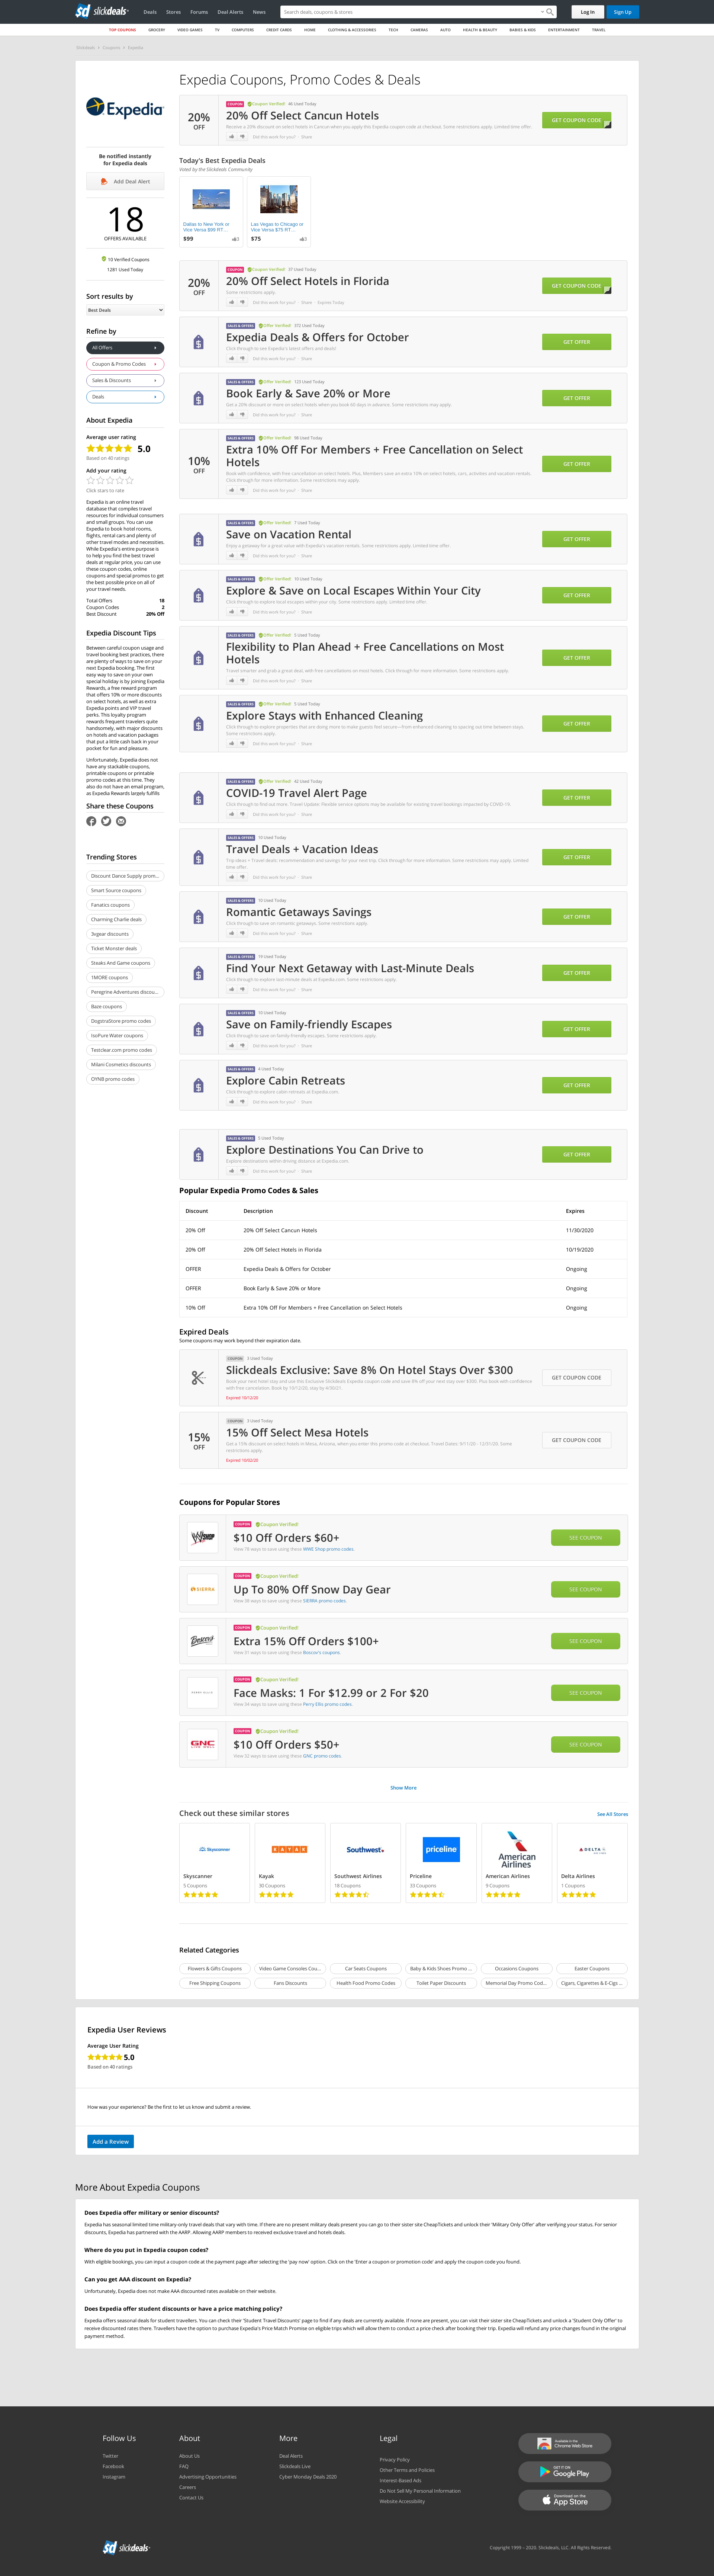 slickdeals
Deals
Stores
Forums
Deal Alerts
News
Search deals, coupons & stores
Log In
Sign Up
TOP COUPONS
GROCERY
VIDEO GAMES
TV
COMPUTERS
CREDIT CARDS
HOME
CLOTHING & ACCESSORIES
TECH
CAMERAS
AUTO
HEALTH & BEAUTY
BABIES & KIDS
ENTERTAINMENT
TRAVEL
Slickdeals > Coupons > Expedia
Expedia
Be notified instantly
for Expedia deals
Add Deal Alert
18
OFFERS AVAILABLE
10 Verified Coupons
1281 Used Today
Sort results by
Best Deals
Refine by
All Offers
Coupon & Promo Codes
Sales & Discounts
Deals
About Expedia
Average user rating
5.0
Based on 40 ratings
Add your rating
Click stars to rate
Expedia is an online travel
database that compiles travel
resources for individual consumers
and small groups. You can use
Expedia to book hotel rooms,
flights, rental cars and plenty of
other travel modes and necessities.
While Expedia's entire purpose is
to help you find the best travel
deals at regular price, you can use
these coupon codes, online
coupons and special promos to get
the best possible price on all of
your travel needs.
Total Offers 18
Coupon Codes 2
Best Discount 20% Off
Expedia Discount Tips
Between careful coupon usage and
travel booking best practices, there
are plenty of ways to save on your
next Expedia booking. The first
easy way to save on your own
special holiday is by joining Expedia
Rewards, a free reward program
that offers 10% or more discounts
on select hotels, as well as extra
Expedia points and VIP travel
perks. This loyalty program
rewards frequent travelers quite
handsomely, with major discounts
on hotels and vacation packages
that put a little cash back in your
pocket for fun and pleasure.
Unfortunately, Expedia does not
have any stackable coupons,
printable coupons or printable
promo codes at this time. They
also do not have an email program,
as Expedia Rewards largely fulfills
Share these Coupons
Trending Stores
Discount Dance Supply prom...
Smart Source coupons
Fanatics coupons
Charming Charlie deals
3vgear discounts
Ticket Monster deals
Steaks And Game coupons
1MORE coupons
Peregrine Adventures discou...
Baze coupons
DogstraStore promo codes
IsoPure Water coupons
Testclear.com promo codes
Milani Cosmetics discounts
OYNB promo codes
Expedia Coupons, Promo Codes & Deals
20%
OFF
COUPON Coupon Verified! 46 Used Today
20% Off Select Cancun Hotels
Receive a 20% discount on select hotels in Cancun when you apply this Expedia coupon code at checkout. Some restrictions apply. Limited time offer.
Did this work for you? Share
GET COUPON CODE
Today's Best Expedia Deals
Voted by the Slickdeals Community
Dallas to New York or
Vice Versa $99 RT...
$99
Las Vegas to Chicago or
Vice Versa $75 RT...
$75
20%
OFF
COUPON Coupon Verified! 37 Used Today
20% Off Select Hotels in Florida
Some restrictions apply.
Did this work for you? Share Expires Today
GET COUPON CODE
SALES & OFFERS Offer Verified! 372 Used Today
Expedia Deals & Offers for October
Click through to see Expedia's latest offers and deals!
Did this work for you? Share
GET OFFER
SALES & OFFERS Offer Verified! 123 Used Today
Book Early & Save 20% or More
Get a 20% discount or more on select hotels when you book 60 days in advance. Some restrictions may apply.
Did this work for you? Share
GET OFFER
10%
OFF
SALES & OFFERS Offer Verified! 98 Used Today
Extra 10% Off For Members + Free Cancellation on Select
Hotels
Book with confidence, with free cancellation on select hotels. Plus, Members save an extra 10% on select hotels, cars, activities and vacation rentals.
Click through for more information. Some restrictions may apply.
Did this work for you? Share
GET OFFER
SALES & OFFERS Offer Verified! 7 Used Today
Save on Vacation Rental
Enjoy a getaway for a great value with Expedia's vacation rentals. Some restrictions apply. Limited time offer.
Did this work for you? Share
GET OFFER
SALES & OFFERS Offer Verified! 10 Used Today
Explore & Save on Local Escapes Within Your City
Click through to explore local escapes within your city. Some restrictions apply. Limited time offer.
Did this work for you? Share
GET OFFER
SALES & OFFERS Offer Verified! 5 Used Today
Flexibility to Plan Ahead + Free Cancellations on Most
Hotels
Travel smarter and grab a great deal, with free cancellations on most hotels. Click through for more information. Some restrictions apply.
Did this work for you? Share
GET OFFER
SALES & OFFERS Offer Verified! 5 Used Today
Explore Stays with Enhanced Cleaning
Click through to explore properties that are doing more to make guests feel secure—from enhanced cleaning to spacing out time between stays.
Some restrictions may apply.
Did this work for you? Share
GET OFFER
SALES & OFFERS Offer Verified! 42 Used Today
COVID-19 Travel Alert Page
Click through to find out more. Travel Update: flexible service options may be available for existing travel bookings impacted by COVID-19.
Did this work for you? Share
GET OFFER
SALES & OFFERS 10 Used Today
Travel Deals + Vacation Ideas
Trip ideas + Travel deals: recommendation and savings for your next trip. Click through for more information. Some restrictions may apply. Limited
time offer.
Did this work for you? Share
GET OFFER
SALES & OFFERS 10 Used Today
Romantic Getaways Savings
Click through to save on romantic getaways. Some restrictions apply.
Did this work for you? Share
GET OFFER
SALES & OFFERS 19 Used Today
Find Your Next Getaway with Last-Minute Deals
Click through to explore last-minute deals at Expedia.com. Some restrictions apply.
Did this work for you? Share
GET OFFER
SALES & OFFERS 10 Used Today
Save on Family-friendly Escapes
Click through to save on family-friendly escapes. Some restrictions apply.
Did this work for you? Share
GET OFFER
SALES & OFFERS 4 Used Today
Explore Cabin Retreats
Click through to explore cabin retreats at Expedia.com.
Did this work for you? Share
GET OFFER
SALES & OFFERS 5 Used Today
Explore Destinations You Can Drive to
Explore destinations within driving distance at Expedia.com.
Did this work for you? Share
GET OFFER
Popular Expedia Promo Codes & Sales
Discount Description Expires
20% Off 20% Off Select Cancun Hotels 11/30/2020
20% Off 20% Off Select Hotels in Florida 10/19/2020
OFFER Expedia Deals & Offers for October Ongoing
OFFER Book Early & Save 20% or More Ongoing
10% Off Extra 10% Off For Members + Free Cancellation on Select Hotels Ongoing
Expired Deals
Some coupons may work beyond their expiration date.
COUPON 3 Used Today
Slickdeals Exclusive: Save 8% On Hotel Stays Over $300
Book your next hotel stay and use this Exclusive Slickdeals Expedia coupon code and save 8% off your next stay over $300. Plus book with confidence
with free cancellation. Book by 10/12/20, stay by 4/30/21
Expired 10/12/20
GET COUPON CODE
15%
OFF
COUPON 3 Used Today
15% Off Select Mesa Hotels
Get a 15% discount on select hotels in Mesa, Arizona, when you enter this promo code at checkout. Travel Dates: 9/11/20 - 12/31/20. Some
restrictions apply.
Expired 10/02/20
GET COUPON CODE
Coupons for Popular Stores
COUPON Coupon Verified!
$10 Off Orders $60+
View 78 ways to save using these WWE Shop promo codes.
SEE COUPON
SIERRA
COUPON Coupon Verified!
Up To 80% Off Snow Day Gear
View 38 ways to save using these SIERRA promo codes.
SEE COUPON
Boscov's
COUPON Coupon Verified!
Extra 15% Off Orders $100+
View 31 ways to save using these Boscov's coupons.
SEE COUPON
PERRY ELLIS
COUPON Coupon Verified!
Face Masks: 1 For $12.99 or 2 For $20
View 34 ways to save using these Perry Ellis promo codes.
SEE COUPON
GNC
LIVE WELL
COUPON Coupon Verified!
$10 Off Orders $50+
View 32 ways to save using these GNC promo codes.
SEE COUPON
Show More
Check out these similar stores
See All Stores
Skyscanner
Skyscanner
5 Coupons
KAYAK
Kayak
30 Coupons
Southwest
Southwest Airlines
18 Coupons
priceline
Priceline
33 Coupons
American
Airlines
American Airlines
9 Coupons
DELTA
Delta Airlines
1 Coupons
Related Categories
Flowers & Gifts Coupons
Video Game Consoles Cou...
Car Seats Coupons
Baby & Kids Shoes Promo ...
Occasions Coupons
Easter Coupons
Free Shipping Coupons
Fans Discounts
Health Food Promo Codes
Toilet Paper Discounts
Memorial Day Promo Cod...
Cigars, Cigarettes & E-Cigs ...
Expedia User Reviews
Average User Rating
5.0
Based on 40 ratings
How was your experience? Be the first to let us know and submit a review.
Add a Review
More About Expedia Coupons
Does Expedia offer military or senior discounts?
Expedia has seasonal limited time military-only travel deals that vary with time. If there are no present military deals present you can go to their sister site CheapTickets and unlock their 'Military Only Offer' after verifying your status. For senior
discounts, Expedia has partnered with the AARP. Allowing AARP members to received exclusive travel and hotels deals.
Where do you put in Expedia coupon codes?
With eligible bookings, you can input a coupon code at the payment page after selecting the 'pay now' option. Click on the 'Enter a coupon or promotion code' and apply the coupon code you found.
Can you get AAA discount on Expedia?
Unfortunately, Expedia does not make AAA discounted rates available on their website.
Does Expedia offer student discounts or have a price matching policy?
Expedia offers seasonal deals for student travellers. You can check their 'Student Travel Discounts' page to find if any deals are currently available. If none are present, you can visit their sister site CheapTickets and unlock a 'Student Only Offer' to
receive discounted rates there. Travellers have the option to purchase Expedia's Price Match Promise on eligible trips which will allow them to conduct a price check after booking their trip. Expedia will refund any price changes found in the original
payment method.
Follow Us
Twitter
Facebook
Instagram
About
About Us
FAQ
Advertising Opportunities
Careers
Contact Us
More
Deal Alerts
Slickdeals Live
Cyber Monday Deals 2020
Legal
Privacy Policy
Other Terms and Policies
Interest-Based Ads
Do Not Sell My Personal Information
Website Accessibility
Available in the
Chrome Web Store
GET IT ON
Google Play
Download on the
App Store
slickdeals
Copyright 1999 - 2020. Slickdeals, LLC. All Rights Reserved.